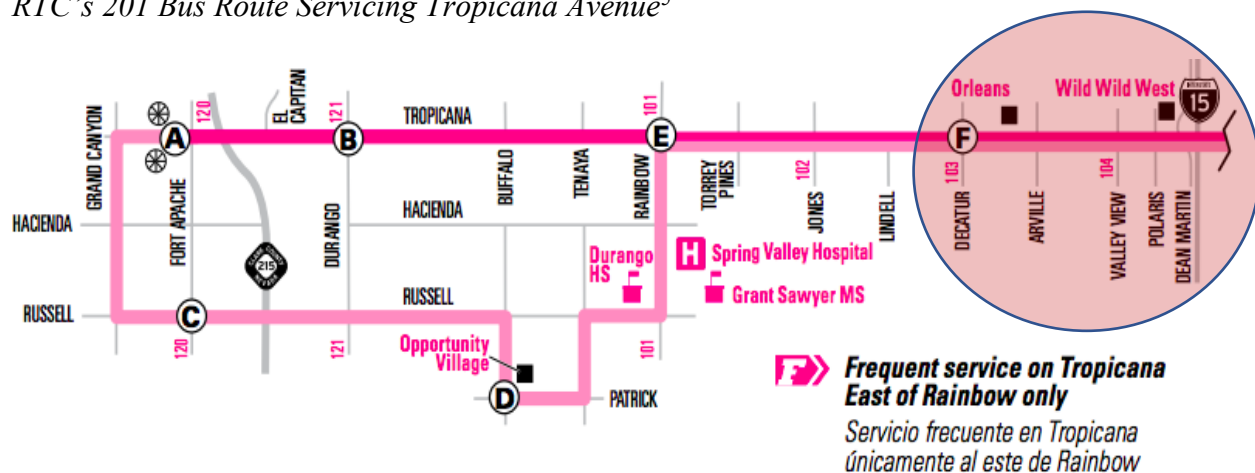 RTC's 201 Bus Route Servicing Tropicana Avenue
GRAND CANYON
A
120
EL
CAPITAN
121
B
TROPICANA
101
E
Orleans
Wild Wild West
INTERSTATE
15
F
103
104
102
HACIENDA
FORT APACHE
DURANGO
HACIENDA
BUFFALO
TENAYA
RAINBOW
TORREY
PINES
JONES
LINDELL
DECATUR
ARVILLE
VALLEY VIEW
POLARIS
DEAN MARTIN
215
Durango
HS
H
Spring Valley Hospital
Grant Sawyer MS
RUSSELL
C
RUSSELL
120
121
101
Opportunity
Village
D
PATRICK
F
Frequent service on Tropicana
East of Rainbow only
Servicio frecuente en Tropicana
únicamente al este de Rainbow